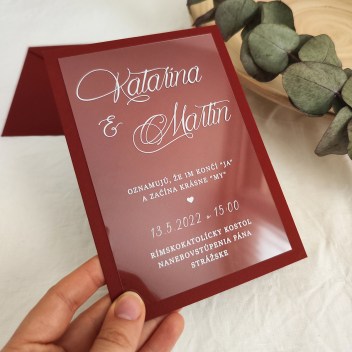 Katarína
& Martin
OZNAMUJÚ, ŽE IM KONČÍ "JA"
A ZAČÍNA KRÁSNE "MY"
13.5.2022 o 15:00
RÍMSKOKATOLÍCKY KOSTOL
NANEBOVSTÚPENIA PÁNA
STRÁŽSKE